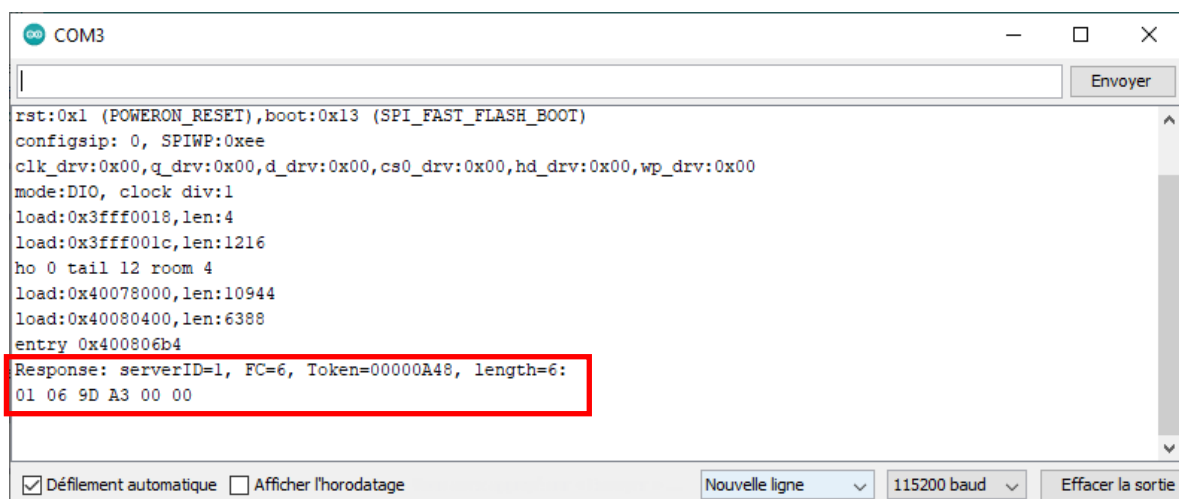 COM3
Envoyer
rst:0x1 (POWERON_RESET),boot:0x13 (SPI_FAST_FLASH_BOOT)
configsip: 0, SPIWP:0xee
clk_drv:0x00,q_drv:0x00,d_drv:0x00,cs0_drv:0x00,hd_drv:0x00,wp_drv:0x00
mode:DIO, clock div:1
load:0x3fff0018,len:4
load:0x3fff001c,len:1216
ho 0 tail 12 room 4
load:0x40078000,len:10944
load:0x40080400,len:6388
entry 0x400806b4
Response: serverID=1, FC=6, Token=00000A48, length=6:
01 06 9D A3 00 00
Défilement automatique Afficher l'horodatage Nouvelle ligne 115200 baud Effacer la sortie